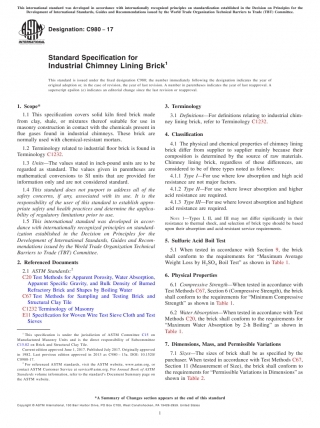 This international standard was developed in accordance with internationally recognized principles on standardization established in the Decision on Principles for the
Development of International Standards, Guides and Recommendations issued by the World Trade Organization Technical Barriers to Trade (TBT) Committee.
Designation: C980 − 17
INTERNATIONAL
Standard Specification for
Industrial Chimney Lining Brick1
This standard is issued under the fixed designation C980; the number immediately following the designation indicates the year of
original adoption or, in the case of revision, the year of last revision. A number in parentheses indicates the year of last reapproval. A
superscript epsilon (ε) indicates an editorial change since the last revision or reapproval.
1. Scope*
1.1 This specification covers solid kiln fired brick made
from clay, shale, or mixtures thereof suitable for use in
masonry construction in contact with the chemicals present in
flue gases found in industrial chimneys. These brick are
normally used with chemical-resistant mortars.
1.2 Terminology related to industrial floor brick is found in
Terminology C1232.
1.3 Units—The values stated in inch-pound units are to be
regarded as standard. The values given in parentheses are
mathematical conversions to SI units that are provided for
information only and are not considered standard.
1.4 This standard does not purport to address all of the
safety concerns, if any, associated with its use. It is the
responsibility of the user of this standard to establish appro-
priate safety and health practices and determine the applica-
bility of regulatory limitations prior to use.
1.5 This international standard was developed in accor-
dance with internationally recognized principles on standard-
ization established in the Decision on Principles for the
Development of International Standards, Guides and Recom-
mendations issued by the World Trade Organization Technical
Barriers to Trade (TBT) Committee.
2. Referenced Documents
2.1 ASTM Standards:2
C20 Test Methods for Apparent Porosity, Water Absorption,
Apparent Specific Gravity, and Bulk Density of Burned
Refractory Brick and Shapes by Boiling Water
C67 Test Methods for Sampling and Testing Brick and
Structural Clay Tile
C1232 Terminology of Masonry
E11 Specification for Woven Wire Test Sieve Cloth and Test
Sieves
1 This specification is under the jurisdiction of ASTM Committee C15 on
Manufactured Masonry Units and is the direct responsibility of Subcommittee
C15.02 on Brick and Structural Clay Tile.
Current edition approved June 1, 2017. Published July 2017. Originally approved
in 1982. Last previous edition approved in 2013 as C980 – 13a. DOI: 10.1520/
C0980-17.
2 For referenced ASTM standards, visit the ASTM website, www.astm.org, or
contact ASTM Customer Service at service@astm.org. For Annual Book of ASTM
Standards volume information, refer to the standard's Document Summary page on
the ASTM website.
3. Terminology
3.1 Definitions—For definitions relating to industrial chim-
ney lining brick, refer to Terminology C1232.
4. Classification
4.1 The physical and chemical properties of chimney lining
brick differ from supplier to supplier mainly because their
composition is determined by the source of raw materials.
Chimney lining brick, regardless of these differences, are
considered to be of three types noted as follows:
4.1.1 Type I—For use where low absorption and high acid
resistance are not major factors.
4.1.2 Type II—For use where lower absorption and higher
acid resistance are required.
4.1.3 Type III—For use where lowest absorption and highest
acid resistance are required.
NOTE 1—Types I, II, and III may not differ significantly in their
resistance to thermal shock, and selection of brick type should be based
upon their absorption and acid resistant service requirements.
5. Sulfuric Acid Boil Test
5.1 When tested in accordance with Section 9, the brick
shall conform to the requirements for "Maximum Average
Weight Loss by H2SO4 Boil Test" as shown in Table 1.
6. Physical Properties
6.1 Compressive Strength—When tested in accordance with
Test Methods C67, Section 6 (Compressive Strength), the brick
shall conform to the requirements for "Minimum Compressive
Strength" as shown in Table 1.
6.2 Water Absorption—When tested in accordance with Test
Methods C20, the brick shall conform to the requirements for
"Maximum Water Absorption by 2-h Boiling" as shown in
Table 1.
7. Dimensions, Mass, and Permissible Variations
7.1 Sizes—The sizes of brick shall be as specified by the
purchaser. When tested in accordance with Test Methods C67,
Section 11 (Measurement of Size), the brick shall conform to
the requirements for "Permissible Variations in Dimensions" as
shown in Table 2.
*A Summary of Changes section appears at the end of this standard
Copyright © ASTM International, 100 Barr Harbor Drive, PO Box C700, West Conshohocken, PA 19428-2959. United States
1